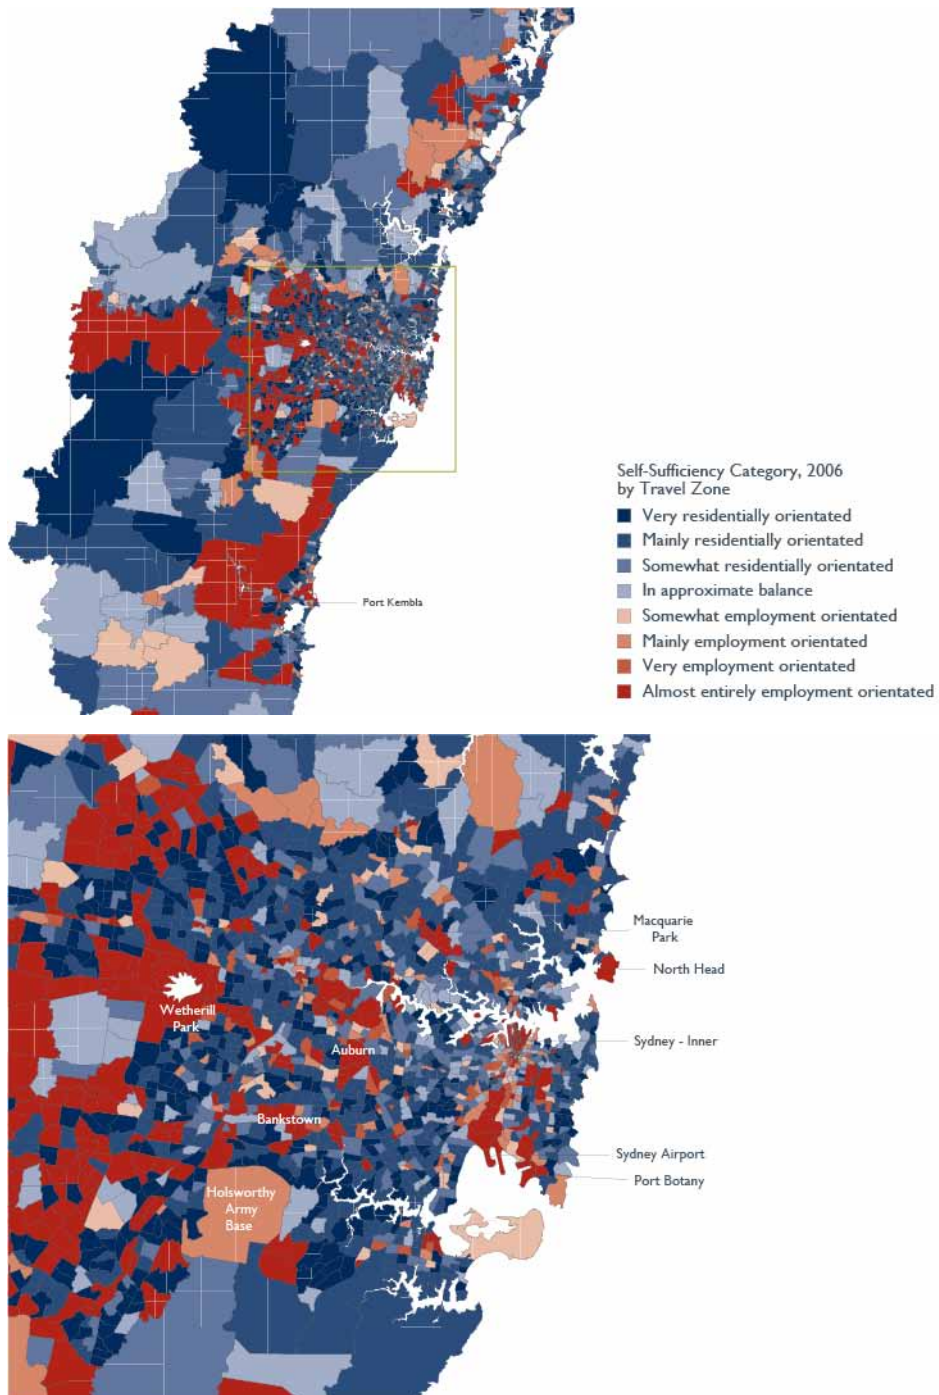 Self-Sufficiency Category, 2006
by Travel Zone
Very residentially orientated
Mainly residentially orientated
Somewhat residentially orientated
In approximate balance
Somewhat employment orientated
Mainly employment orientated
Very employment orientated
Almost entirely employment orientated
Port Kembla
Macquarie
Park
North Head
Wetherill
Park
Sydney - Inner
Auburn
Bankstown
Sydney Airport
Port Botany
Holsworthy
Army
Base